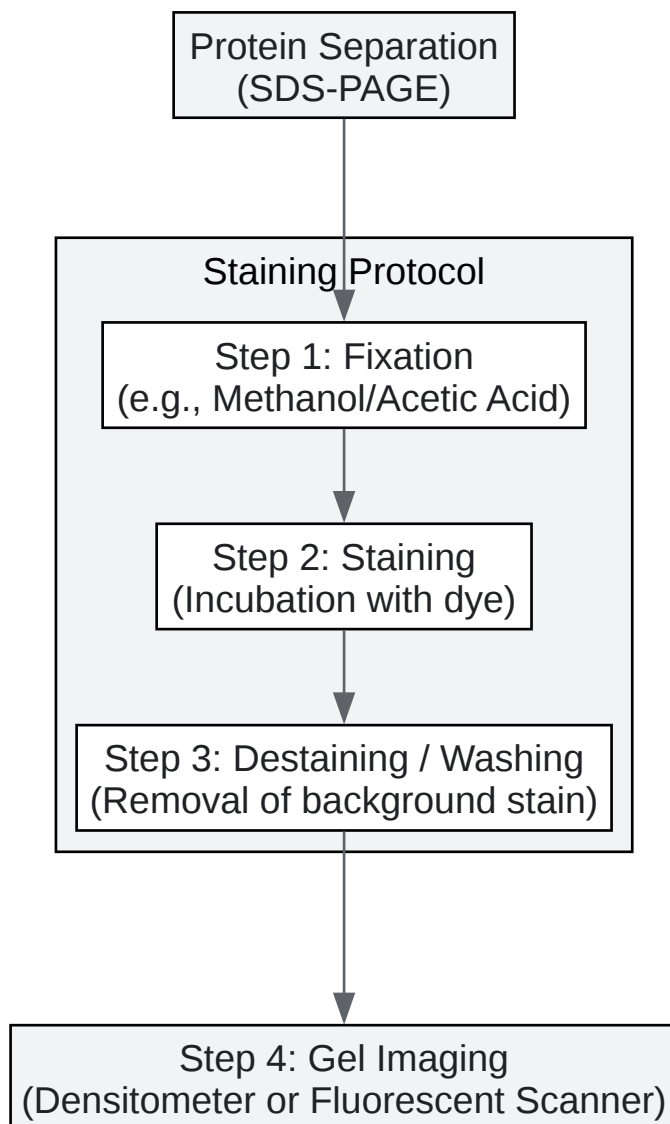 Protein Separation
(SDS-PAGE)
Staining Protocol
Step 1: Fixation
(e.g., Methanol/Acetic Acid)
Step 2: Staining
(Incubation with dye)
Step 3: Destaining / Washing
(Removal of background stain)
Step 4: Gel Imaging
(Densitometer or Fluorescent Scanner)